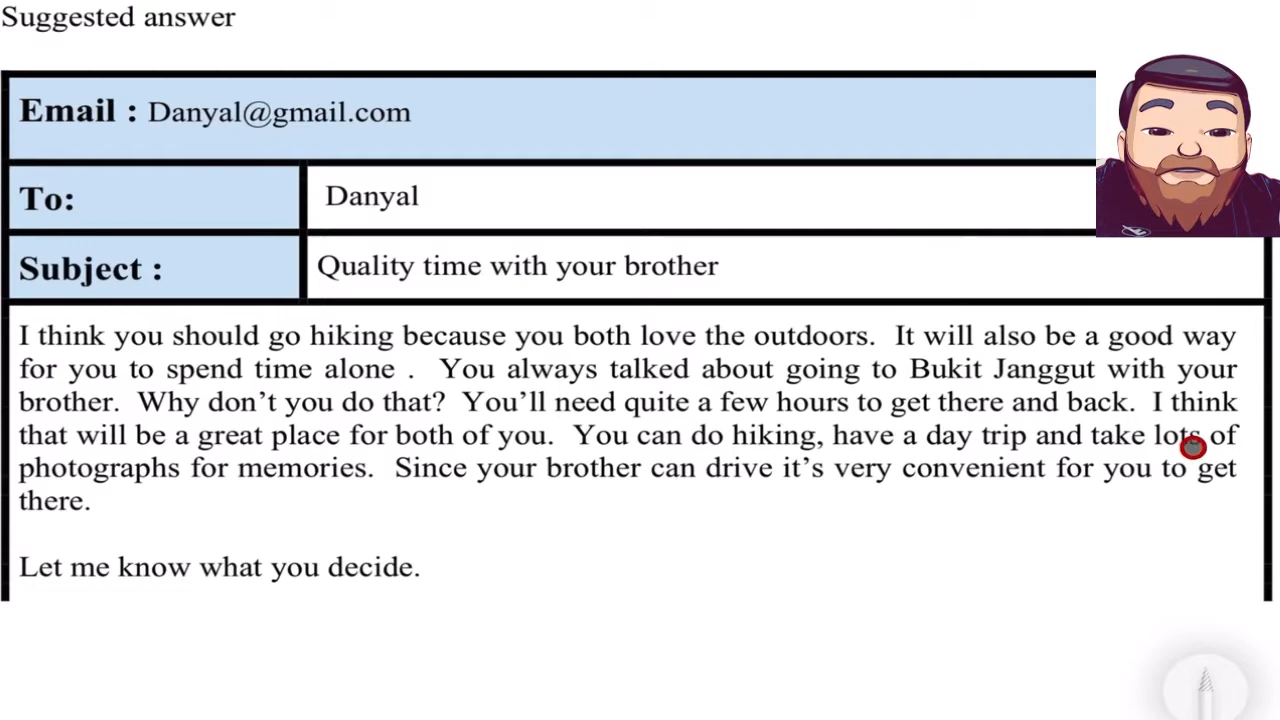 Suggested answer
Email : Danyal@gmail.com
To:
Danyal
Subject :
Quality time with your brother
I think you should go hiking because you both love the outdoors. It will also be a good way
for you to spend time alone . You always talked about going to Bukit Janggut with your
brother. Why don't you do that? You'll need quite a few hours to get there and back. I think
that will be a great place for both of you. You can do hiking, have a day trip and take lots of
photographs for memories. Since your brother can drive it's very convenient for you to get
there.
Let me know what you decide.